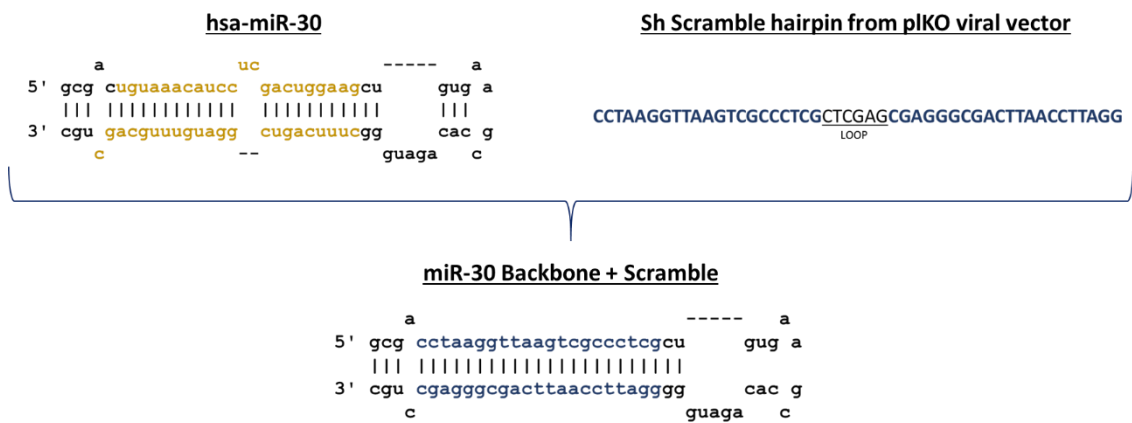 hsa-miR-30
a uc ----- a
5' gcg cuguaaacaucc gacuggaagcu gug a
||| |||||||||||| ||||||||||| |||
3' cgu gacguuuguagg cugacuuucgg cac g
c -- guaga c
Sh Scramble hairpin from plKO viral vector
CCTAAGGTTAAGTCGCCCTCGCTCGAGCGAGGGCGACTTAACCTTAGG
LOOP
miR-30 Backbone + Scramble
a ----- a
5' gcg cctaaggttaagtcgccctcgcu gug a
||| |||||||||||||||||||||||
3' cgu cgagggcgacttaaccttagggg cac g
c guaga c